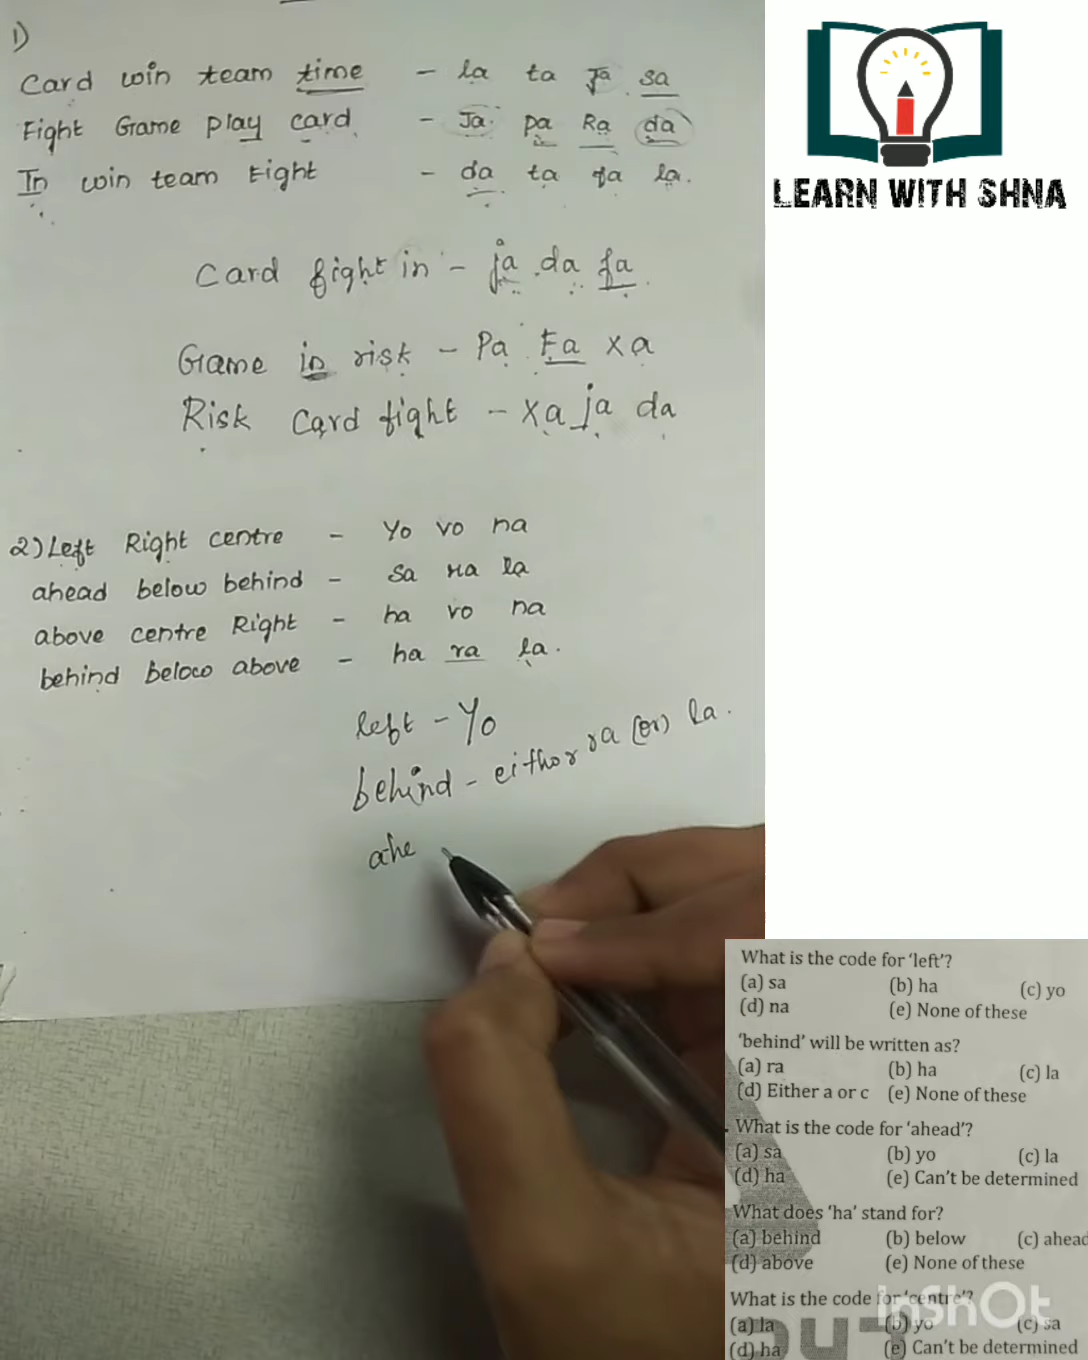 1)
Card win team time - la ta Ja sa
Fight Game play card - Ja pa Ra da
In win team Fight - da ta fa la.
Card fight in - ja da fa
Game in risk - Pa Fa xa
Risk Card fight - xa ja da
2) Left Right centre - Yo vo na
ahead below behind - sa ra la
above centre Right - ha vo na
behind below above - ha ra la.
left - Yo
behind - either ra (or) la.
ahe
LEARN WITH SHNA
What is the code for 'left'?
(a) sa (b) ha (c) yo
(d) na (e) None of these
'behind' will be written as?
(a) ra (b) ha (c) la
(d) Either a or c (e) None of these
What is the code for 'ahead'?
(a) sa (b) yo (c) la
(d) ha (e) Can't be determined
What does 'ha' stand for?
(a) behind (b) below (c) ahead
(d) above (e) None of these
What is the code for 'centre'?
(a) la (b) yo (c) sa
(d) ha (e) Can't be determined
inShOt